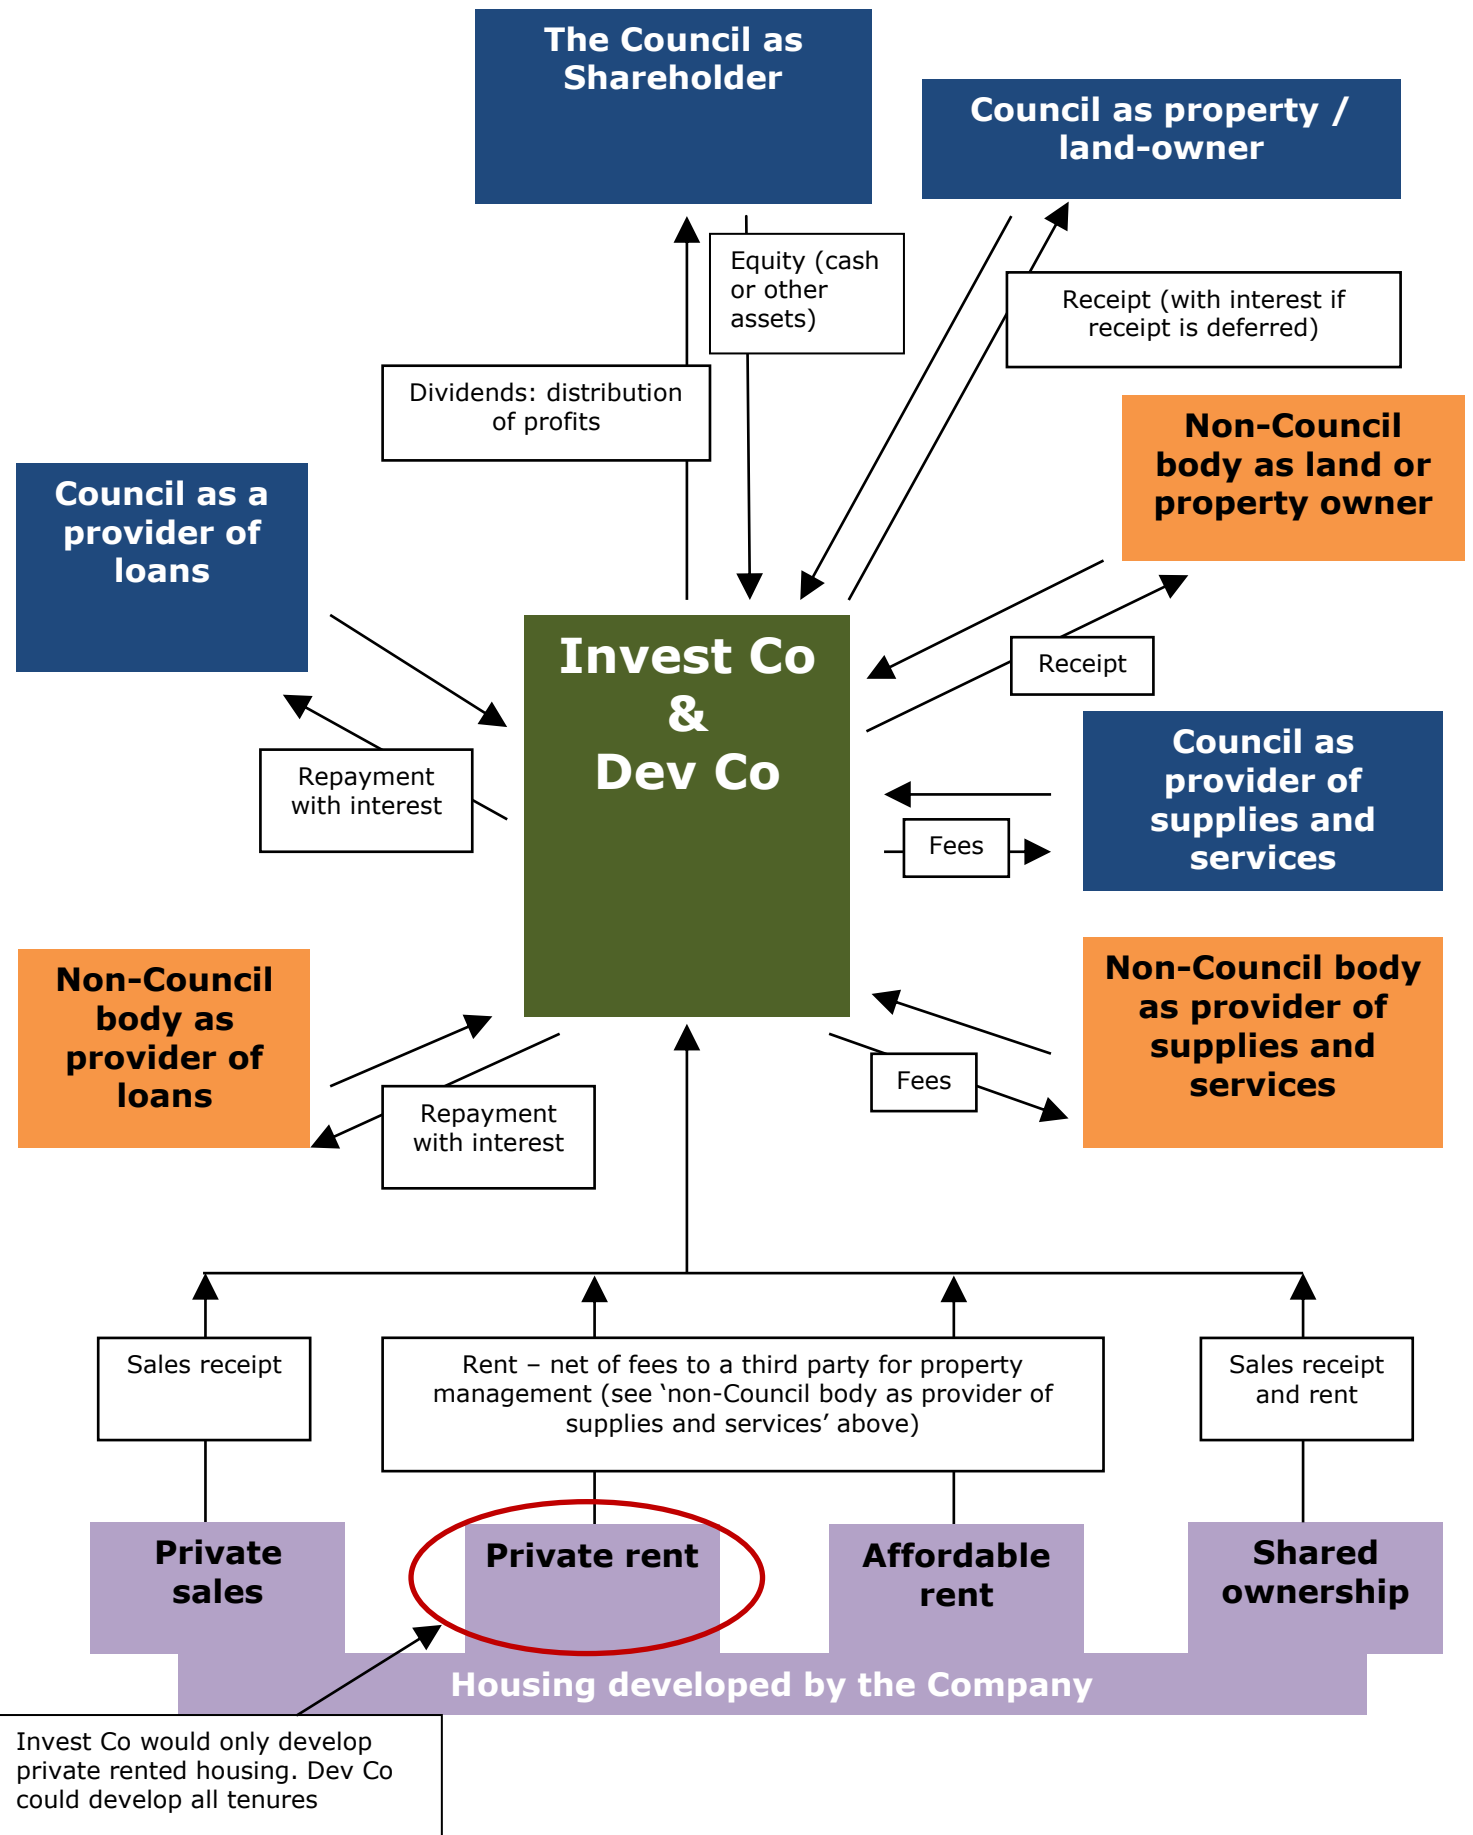 The Council as
Shareholder
Council as property /
land-owner
Equity (cash
or other
assets)
Receipt (with interest if
receipt is deferred)
Dividends: distribution
of profits
Non-Council
body as land or
property owner
Council as a
provider of
loans
Invest Co
&
Dev Co
Receipt
Repayment
with interest
Council as
provider of
supplies and
services
Fees
Non-Council
body as
provider of
loans
Non-Council body
as provider of
supplies and
services
Fees
Repayment
with interest
Sales receipt
Rent – net of fees to a third party for property
management (see ‘non-Council body as provider of
supplies and services’ above)
Sales receipt
and rent
Private
sales
Private rent
Affordable
rent
Shared
ownership
Housing developed by the Company
Invest Co would only develop
private rented housing. Dev Co
could develop all tenures